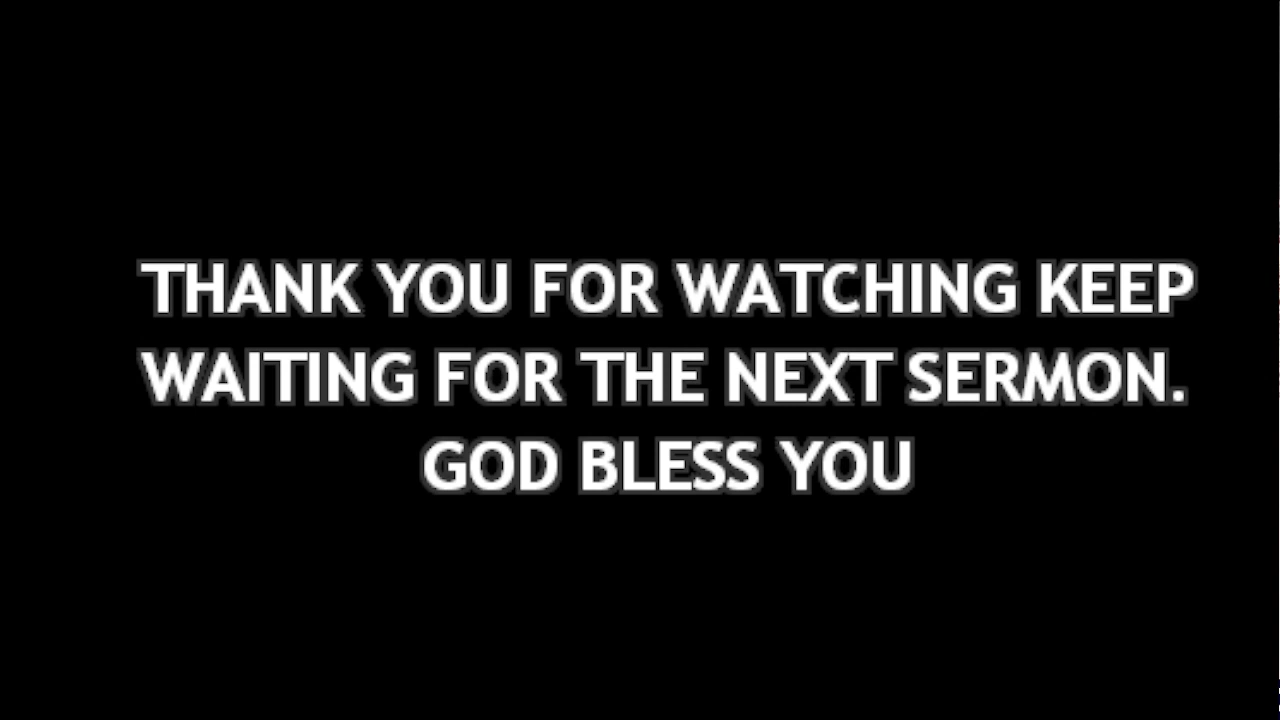 THANK YOU FOR WATCHING KEEP
WAITING FOR THE NEXT SERMON.
GOD BLESS YOU